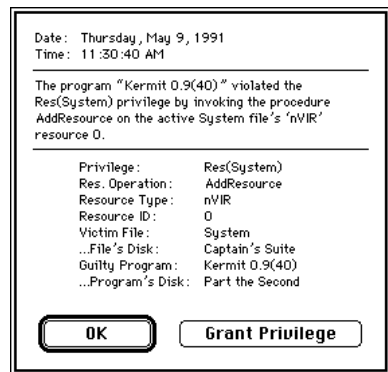 Date: Thursday, May 9, 1991
Time: 11:30:40 AM
The program “Kermit 0.9(40)” violated the
Res(System) privilege by invoking the procedure
AddResource on the active System file's ‘nVIR’
resource 0.
Privilege: Res(System)
Res. Operation: AddResource
Resource Type: nVIR
Resource ID: 0
Victim File: System
...File's Disk: Captain's Suite
Guilty Program: Kermit 0.9(40)
...Program's Disk: Part the Second
OK Grant Privilege